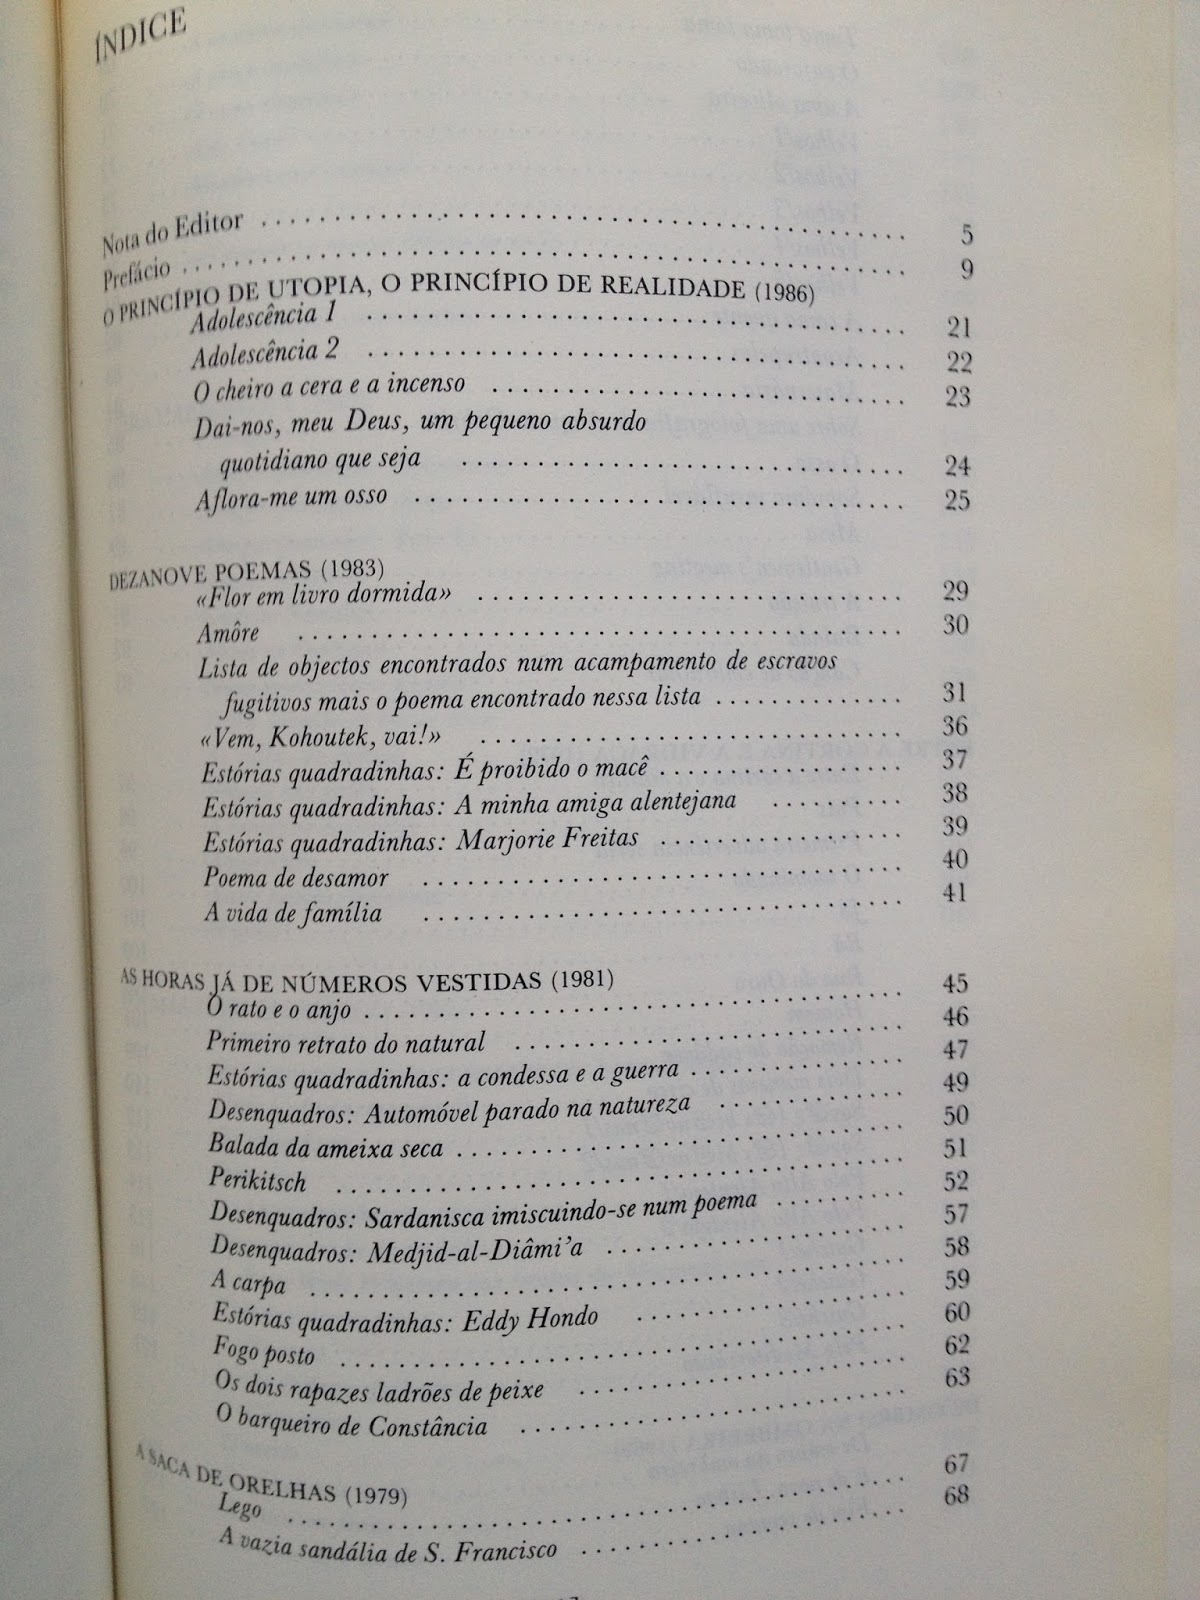 ÍNDICE
Nota do Editor . . . . . . . . . . . . . . . . . . . . . . . . . . . . . . . . . . . 5
Prefácio . . . . . . . . . . . . . . . . . . . . . . . . . . . . . . . . . . . . . . . . 9
O PRINCÍPIO DE UTOPIA, O PRINCÍPIO DE REALIDADE (1986)
Adolescência 1 . . . . . . . . . . . . . . . . . . . . . . . . . . . . . 21
Adolescência 2 . . . . . . . . . . . . . . . . . . . . . . . . . . . . . 22
O cheiro a cera e a incenso . . . . . . . . . . . . . . . . . . . . . . 23
Dai-nos, meu Deus, um pequeno absurdo
quotidiano que seja . . . . . . . . . . . . . . . . . . . . . . . . 24
Aflora-me um osso . . . . . . . . . . . . . . . . . . . . . . . . . . . 25
DEZANOVE POEMAS (1983)
«Flor em livro dormida» . . . . . . . . . . . . . . . . . . . . . . . 29
Amôre . . . . . . . . . . . . . . . . . . . . . . . . . . . . . . . . . 30
Lista de objectos encontrados num acampamento de escravos
fugitivos mais o poema encontrado nessa lista . . . . . . . . . . 31
«Vem, Kohoutek, vai!» . . . . . . . . . . . . . . . . . . . . . . . 36
Estórias quadradinhas: É proibido o macê . . . . . . . . . . . . . 37
Estórias quadradinhas: A minha amiga alentejana . . . . . . . 38
Estórias quadradinhas: Marjorie Freitas . . . . . . . . . . . . . 39
Poema de desamor . . . . . . . . . . . . . . . . . . . . . . . . . . 40
A vida de família . . . . . . . . . . . . . . . . . . . . . . . . . . 41
AS HORAS JÁ DE NÚMEROS VESTIDAS (1981)
O rato e o anjo . . . . . . . . . . . . . . . . . . . . . . . . . . . . . 45
Primeiro retrato do natural . . . . . . . . . . . . . . . . . . . . . 46
Estórias quadradinhas: a condessa e a guerra . . . . . . . . . . . . 47
Desenquadros: Automóvel parado na natureza . . . . . . . . . . 49
Balada da ameixa seca . . . . . . . . . . . . . . . . . . . . . . . . 50
Perikitsch . . . . . . . . . . . . . . . . . . . . . . . . . . . . . . . 51
Desenquadros: Sardanisca imiscuindo-se num poema . . . . . . . 52
Desenquadros: Medjid-al-Diâmi’a . . . . . . . . . . . . . . . . 57
A carpa . . . . . . . . . . . . . . . . . . . . . . . . . . . . . . . . 58
Estórias quadradinhas: Eddy Hondo . . . . . . . . . . . . . . . 59
Fogo posto . . . . . . . . . . . . . . . . . . . . . . . . . . . . . . 60
Os dois rapazes ladrões de peixe . . . . . . . . . . . . . . . . . . 62
O barqueiro de Constância . . . . . . . . . . . . . . . . . . . . . 63
A SACA DE ORELHAS (1979)
Lego . . . . . . . . . . . . . . . . . . . . . . . . . . . . . . . . . . 67
A vazia sandália de S. Francisco . . . . . . . . . . . . . . . . . . 68